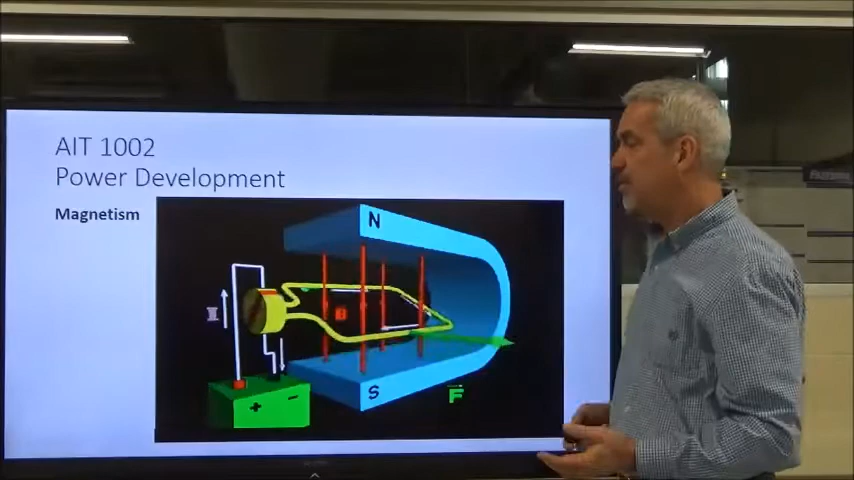 AIT 1002
Power Development
Magnetism
N
I
B
S
F
+ -